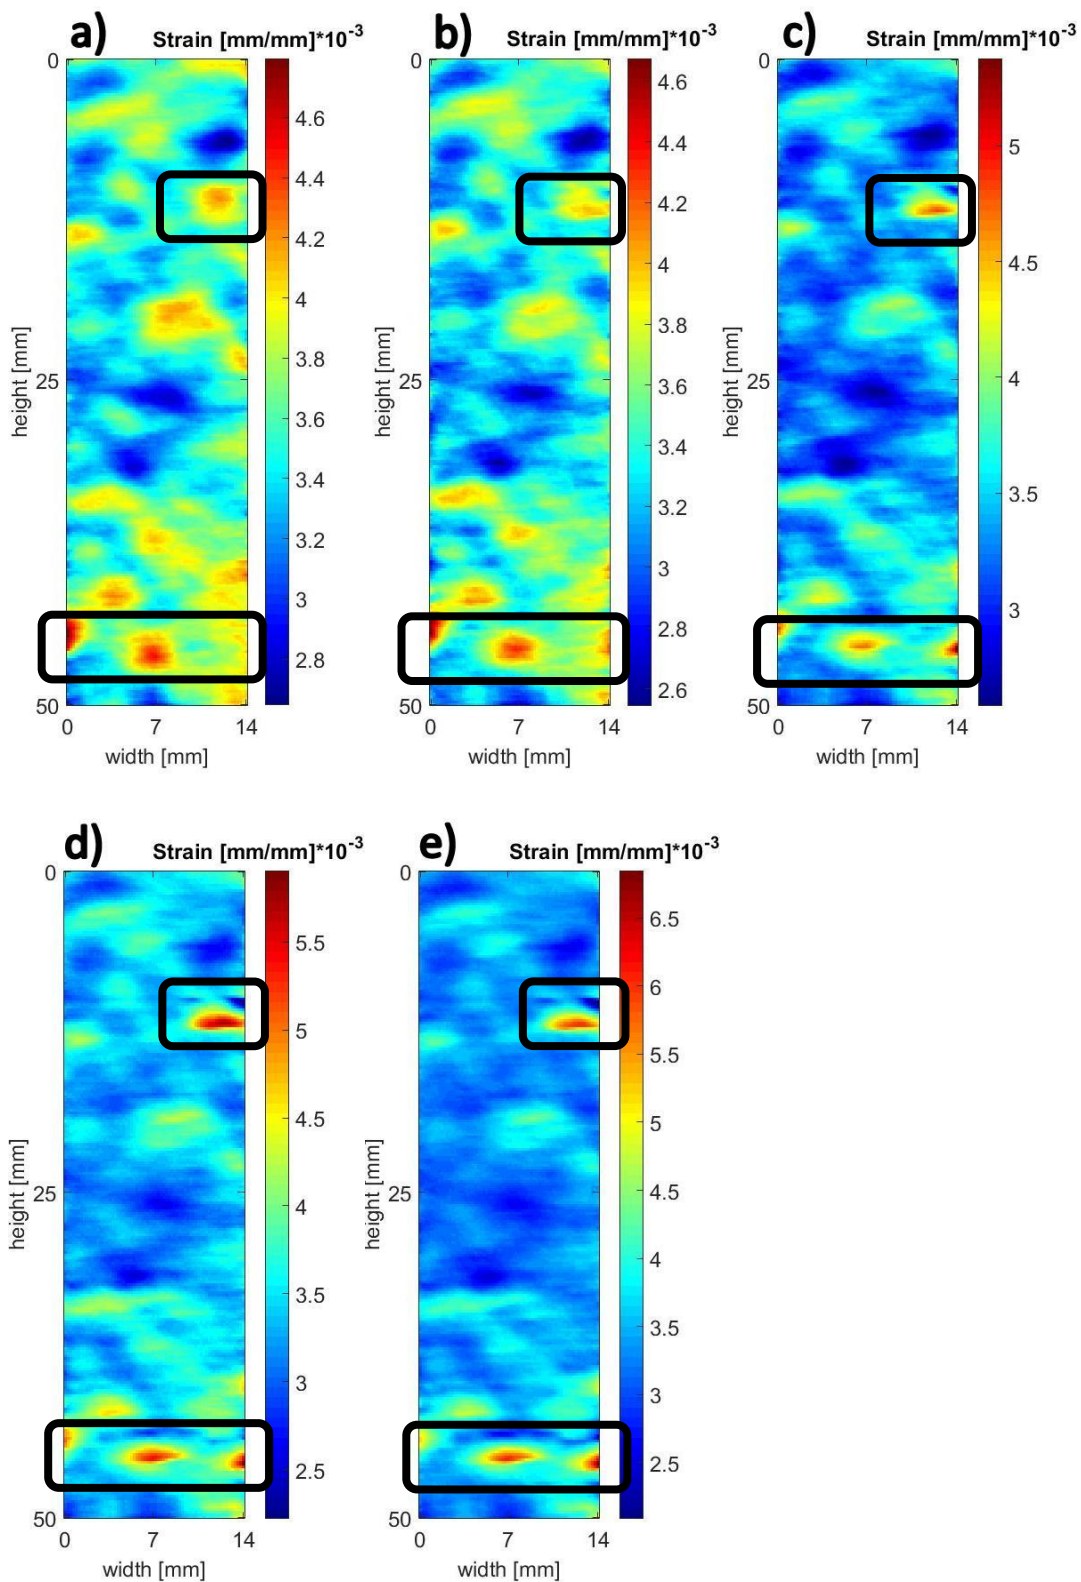 a) Strain [mm/mm]*10-3
b) Strain [mm/mm]*10-3
c) Strain [mm/mm]*10-3
0
25
50
height [mm]
0 7 14
width [mm]
4.6
4.4
4.2
4
3.8
3.6
3.4
3.2
3
2.8
0
25
50
height [mm]
0 7 14
width [mm]
4.6
4.4
4.2
4
3.8
3.6
3.4
3.2
3
2.8
2.6
0
25
50
height [mm]
0 7 14
width [mm]
5
4.5
4
3.5
3
d) Strain [mm/mm]*10-3
e) Strain [mm/mm]*10-3
0
25
50
height [mm]
0 7 14
width [mm]
5.5
5
4.5
4
3.5
3
2.5
0
25
50
height [mm]
0 7 14
width [mm]
6.5
6
5.5
5
4.5
4
3.5
3
2.5